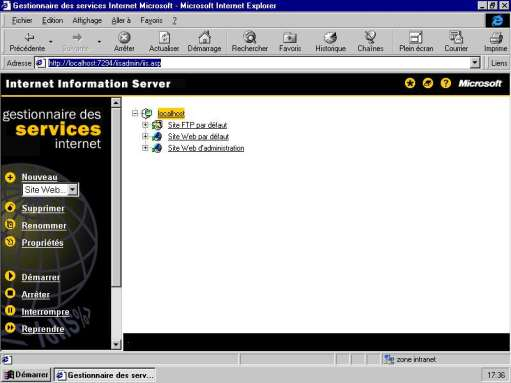 Gestionnaire des services Internet Microsoft - Microsoft Internet Explorer
Fichier Edition Affichage Aller à Favoris ?
Précédente Suivante Arrêter Actualiser Démarrage Rechercher Favoris Historique Chaînes Plein écran Courrier Imprime
Adresse http://localhost:7294/iisadmin/iis.asp Liens
Internet Information Server Microsoft
gestionnaire des
services
internet
Nouveau
Site Web...
Supprimer
Renommer
Propriétés
Démarrer
Arrêter
Interrompre
Reprendre
localhost
Site FTP par défaut
Site Web par défaut
Site Web d'administration
zone intranet
Démarrer Gestionnaire des serv... 17:36